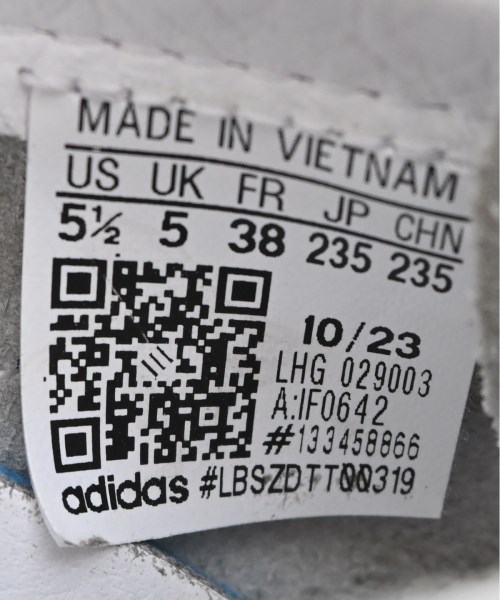 MADE IN VIETNAM
US UK FR JP CHN
5½ 5 38 235 235
10/23
LHG 029003
A:IF0642
#133458866
adidas #LBSZDTT00319